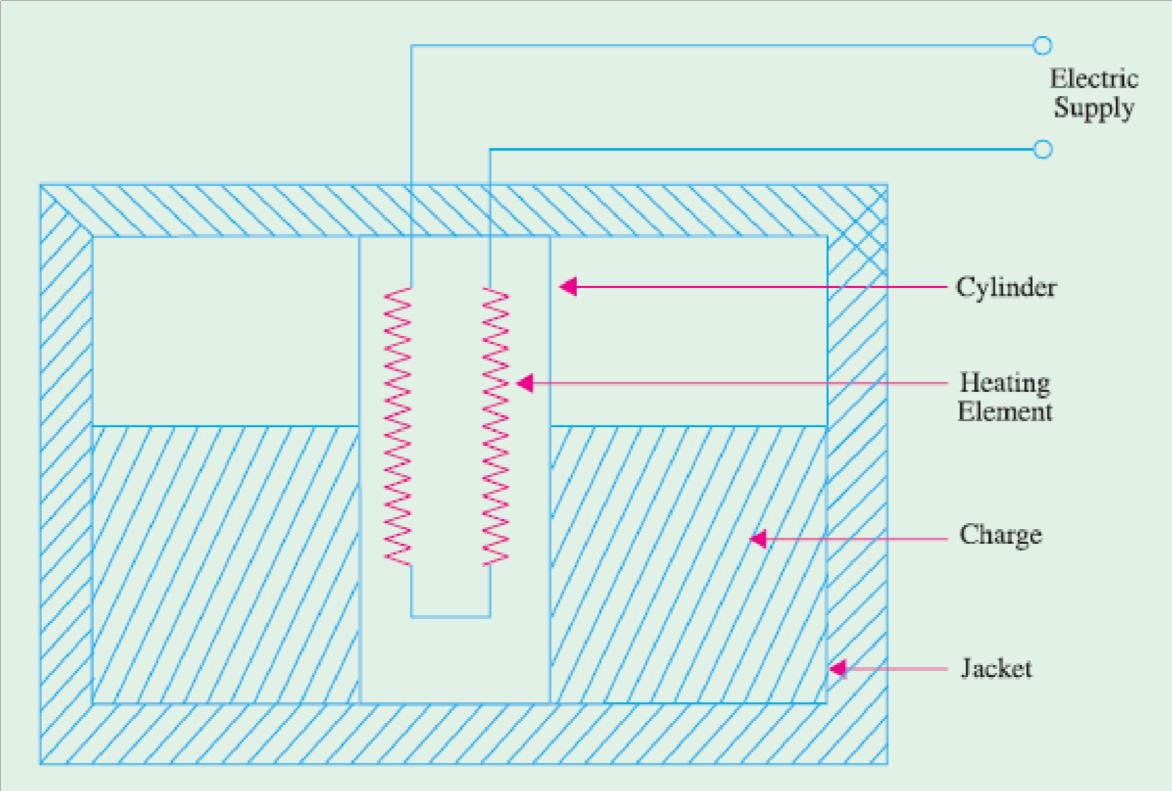 Electric
Supply
Cylinder
Heating
Element
Charge
Jacket